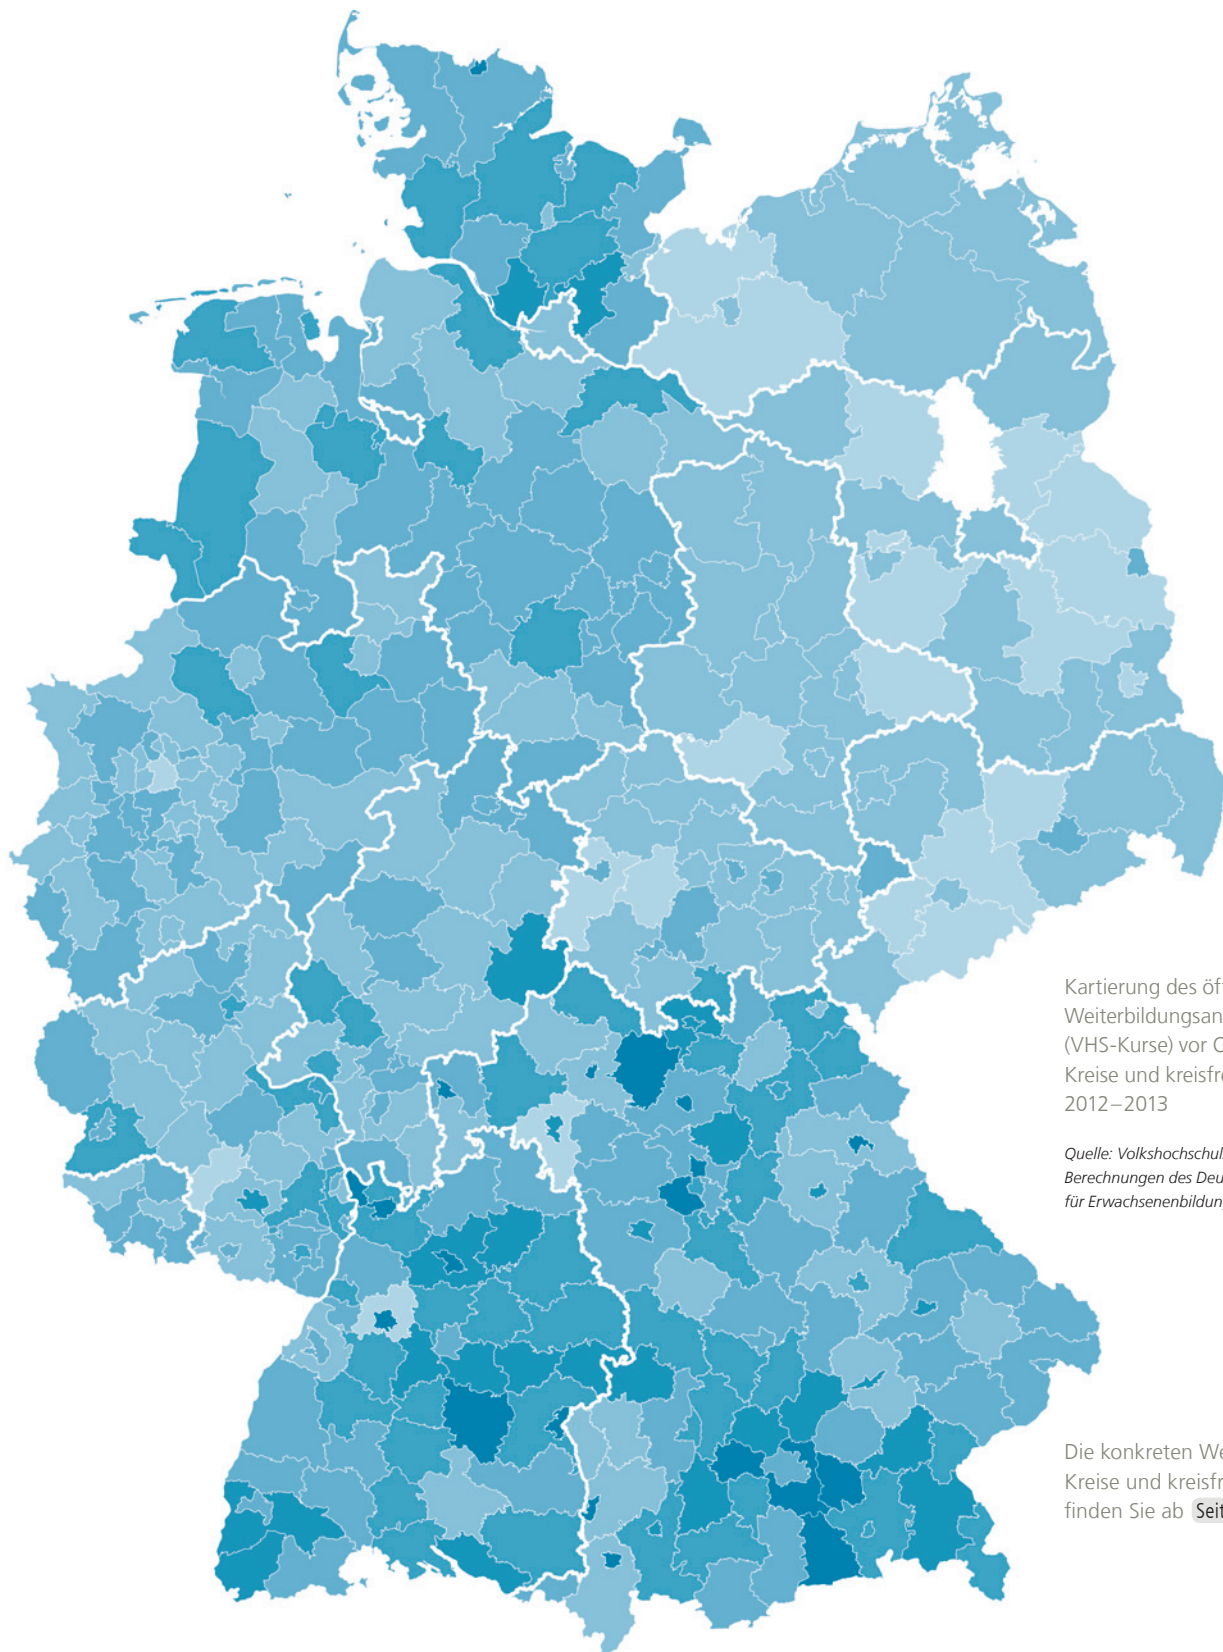 Kartierung des öf
Weiterbildungsan
(VHS-Kurse) vor
Kreise und kreisfre
2012–2013
Quelle: Volkshochschul
Berechnungen des Deu
für Erwachsenenbildung
Die konkreten We
Kreise und kreisfr
finden Sie ab Seit